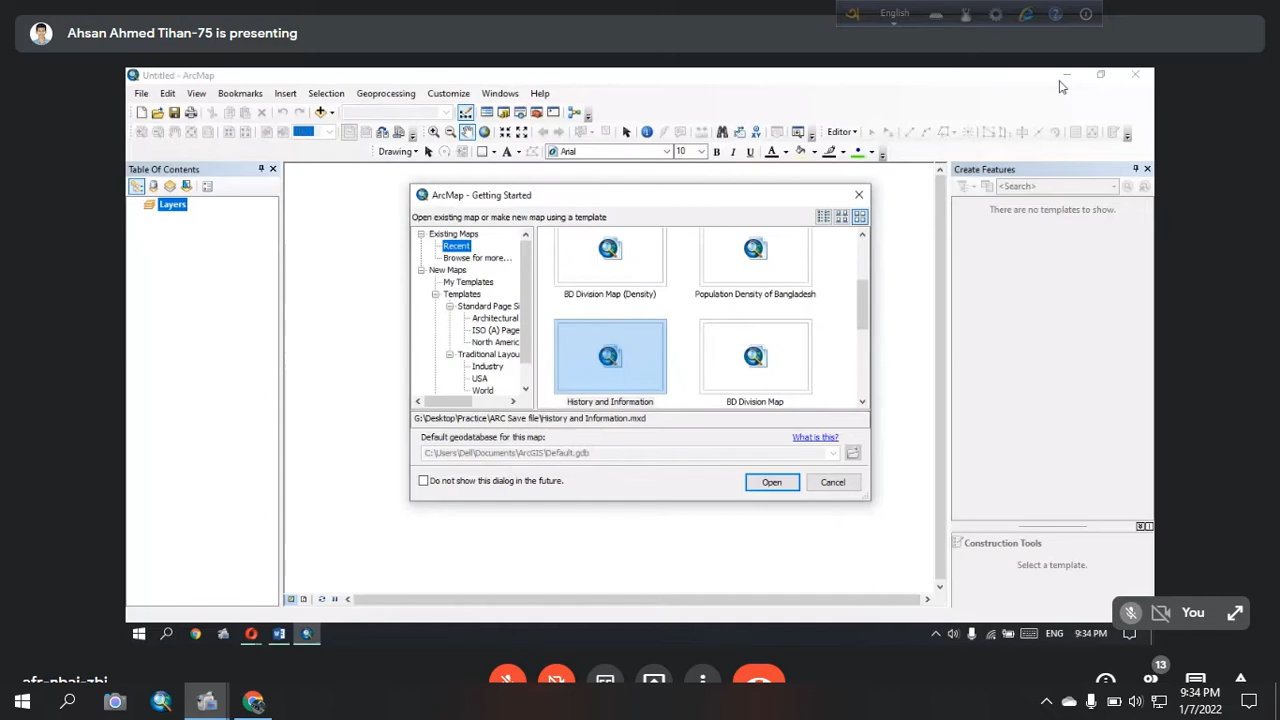 English
Ahsan Ahmed Tihan-75 is presenting
Untitled - ArcMap
File Edit View Bookmarks Insert Selection Geoprocessing Customize Windows Help
Editor
Drawing Arial 10 B I U A
Table Of Contents
Layers
ArcMap - Getting Started
Open existing map or make new map using a template
Existing Maps
Recent
Browse for more...
New Maps
My Templates
Templates
Standard Page Si
Architectural
ISO (A) Page
North Americ
Traditional Layou
Industry
USA
World
BD Division Map (Density)
Population Density of Bangladesh
History and Information
BD Division Map
G:\Desktop\Practice\ARC Save file\History and Information.mxd
Default geodatabase for this map:
What is this?
C:\Users\Dell\Documents\ArcGIS\Default.gdb
Do not show this dialog in the future.
Open
Cancel
Create Features
<Search>
There are no templates to show.
Construction Tools
Select a template.
You
ENG 9:34 PM
13
9:34 PM
1/7/2022